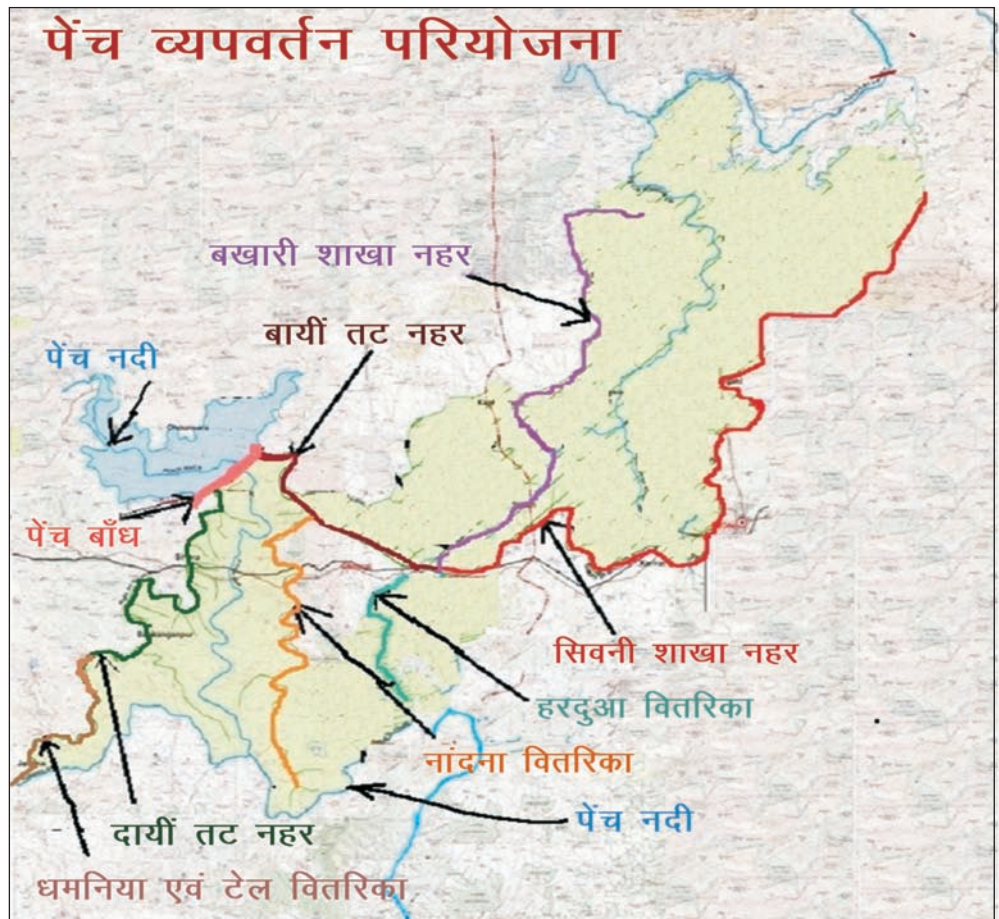 पेंच व्यपवर्तन परियोजना
बखारी शाखा नहर
बायीं तट नहर
पेंच नदी
पेंच बाँध
सिवनी शाखा नहर
हरदुआ वितरिका
नांदना वितरिका
पेंच नदी
दायीं तट नहर
धमनिया एवं टेल वितरिका